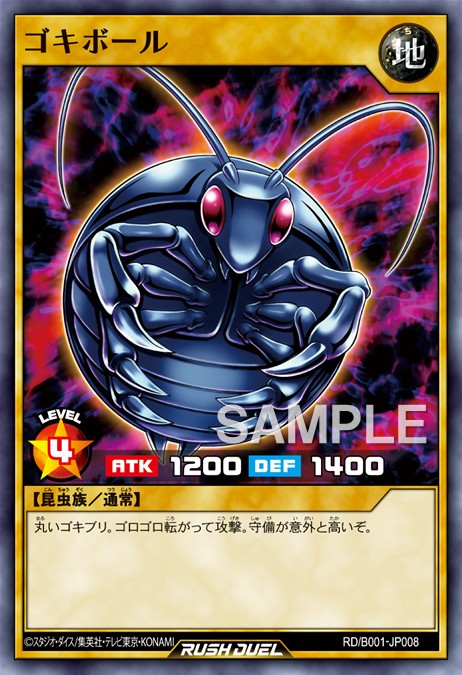 ゴキボール
地
SAMPLE
LEVEL
4
ATK 1200 DEF 1400
【昆虫族／通常】
丸いゴキブリ。ゴロゴロ転がって攻撃。守備が意外と高いぞ。
©スタジオ・ダイス/集英社・テレビ東京・KONAMI
RUSH DUEL
RD/B001-JP008